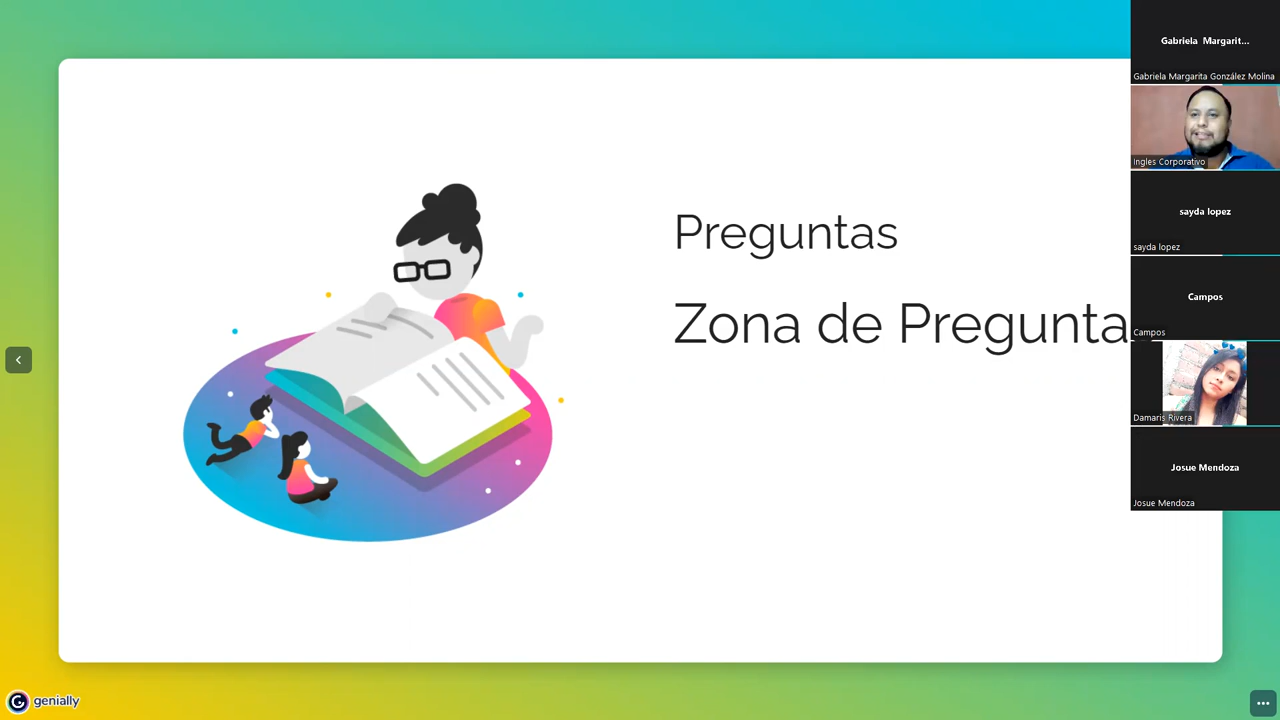 Preguntas
Zona de Pregunta
Gabriela Margarit...
Gabriela Margarita González Molina
Ingles Corporativo
sayda lopez
sayda lopez
Campos
Campos
Damaris Rivera
Josue Mendoza
Josue Mendoza
genially